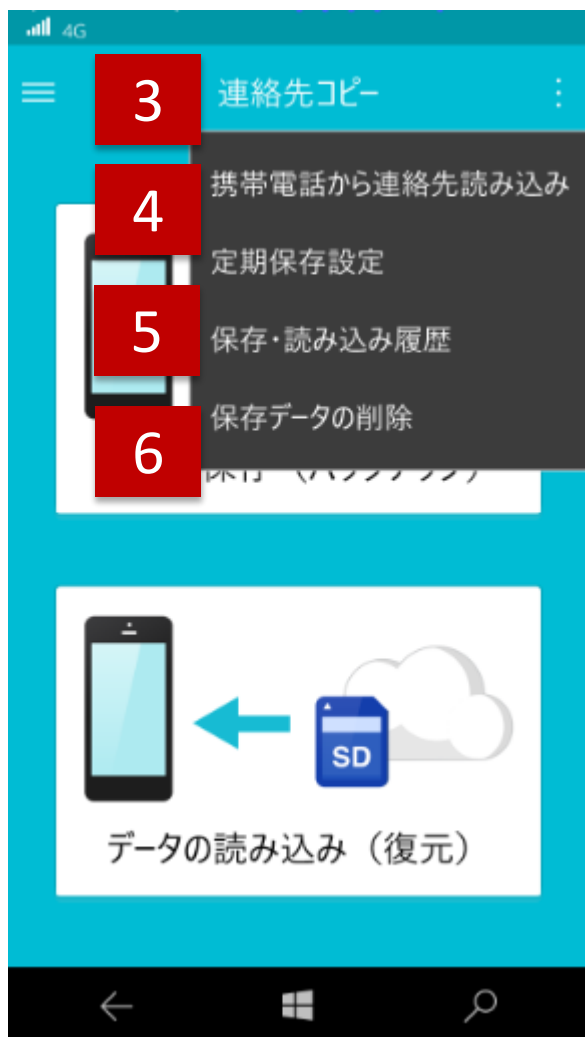 4G
3
連絡先コピー
4
携帯電話から連絡先読み込み
定期保存設定
5
保存・読み込み履歴
6
保存データの削除
SD
データの読み込み（復元）